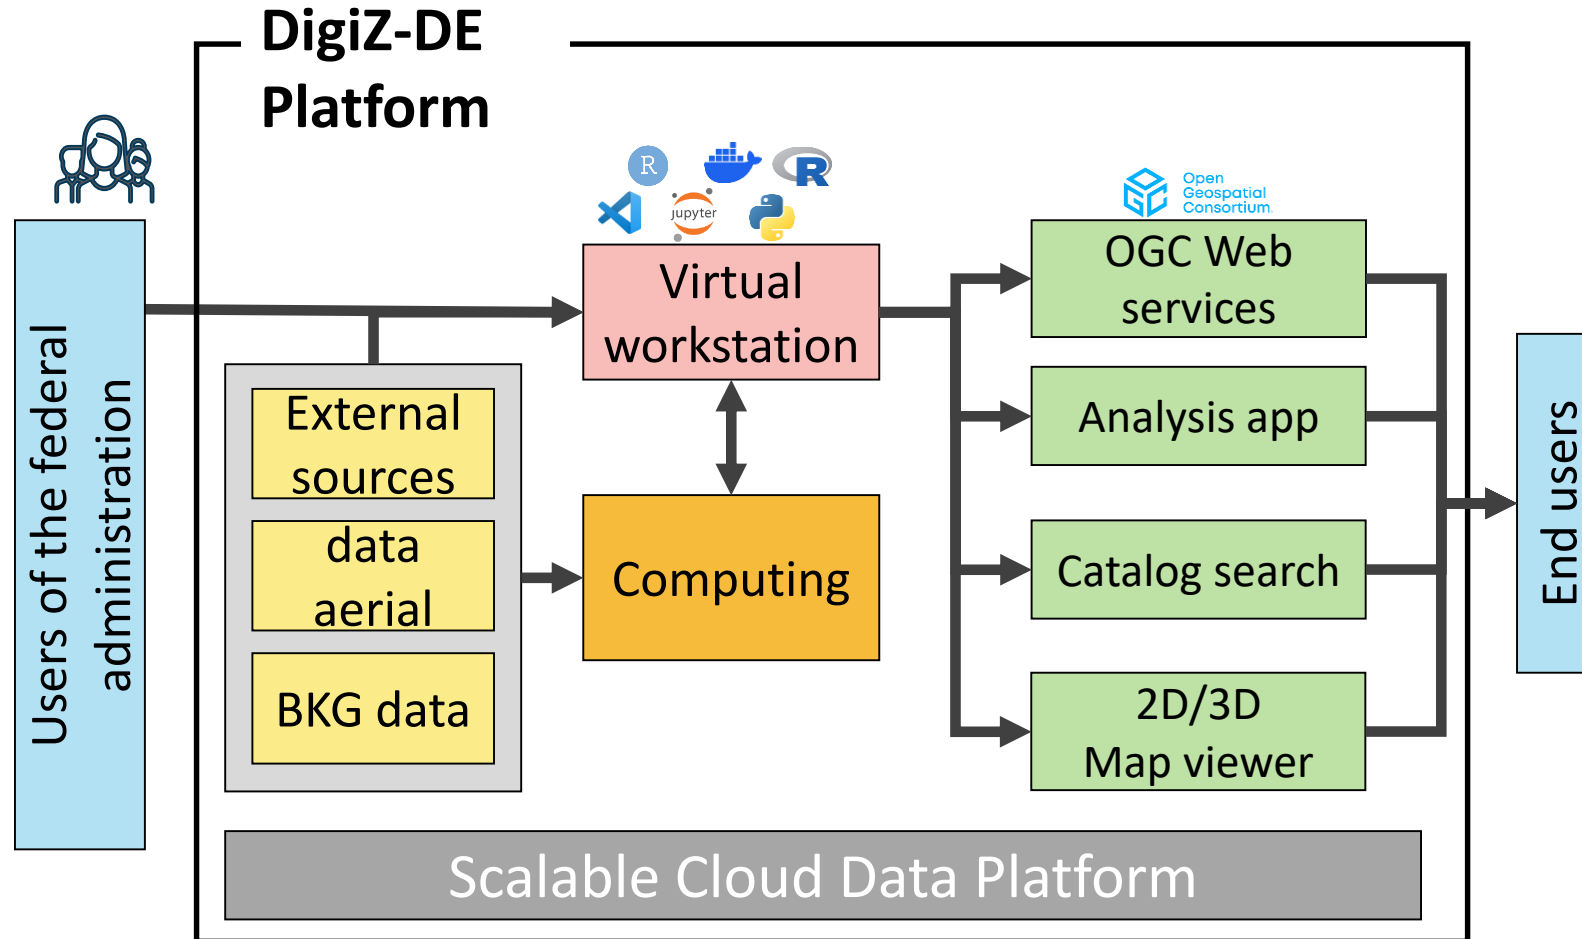 DigiZ-DE
Platform
Users of the federal
administration
R
R
jupyter
Virtual
workstation
External
sources
data
aerial
BKG data
Computing
Open
Geospatial
Consortium
OGC Web
services
Analysis app
Catalog search
2D/3D
Map viewer
End users
Scalable Cloud Data Platform